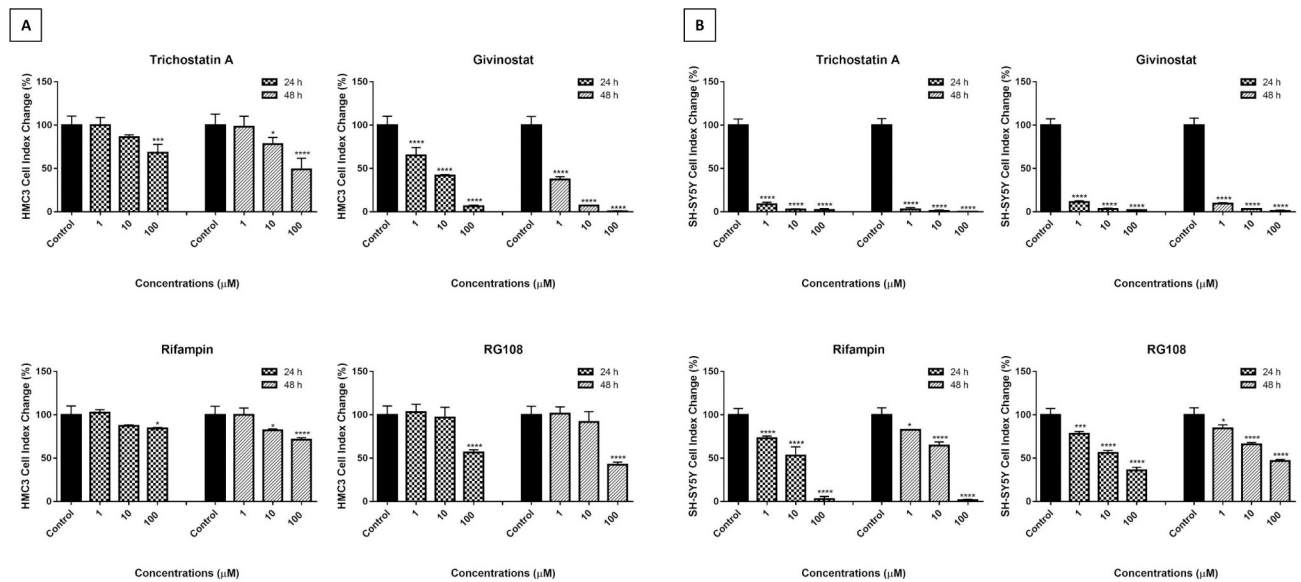 A
Trichostatin A
HMC3 Cell Index Change (%)
150
100
50
0
24 h
48 h
***
*
****
Control
1
10
100
Control
1
10
100
Concentrations (μM)
Givinostat
HMC3 Cell Index Change (%)
150
100
50
0
24 h
48 h
****
****
****
****
****
****
Control
1
10
100
Control
1
10
100
Concentrations (μM)
Rifampin
HMC3 Cell Index Change (%)
150
100
50
0
24 h
48 h
*
*
****
Control
1
10
100
Control
1
10
100
Concentrations (μM)
RG108
HMC3 Cell Index Change (%)
150
100
50
0
24 h
48 h
****
****
Control
1
10
100
Control
1
10
100
Concentrations (μM)
B
Trichostatin A
SH-SY5Y Cell Index Change (%)
150
100
50
0
24 h
48 h
****
****
****
****
****
****
Control
1
10
100
Control
1
10
100
Concentrations (μM)
Givinostat
SH-SY5Y Cell Index Change (%)
150
100
50
0
24 h
48 h
****
****
****
****
****
****
Control
1
10
100
Control
1
10
100
Concentrations (μM)
Rifampin
SH-SY5Y Cell Index Change (%)
150
100
50
0
24 h
48 h
****
****
****
*
****
****
Control
1
10
100
Control
1
10
100
Concentrations (μM)
RG108
SH-SY5Y Cell Index Change (%)
150
100
50
0
24 h
48 h
***
****
****
*
****
****
Control
1
10
100
Control
1
10
100
Concentrations (μM)